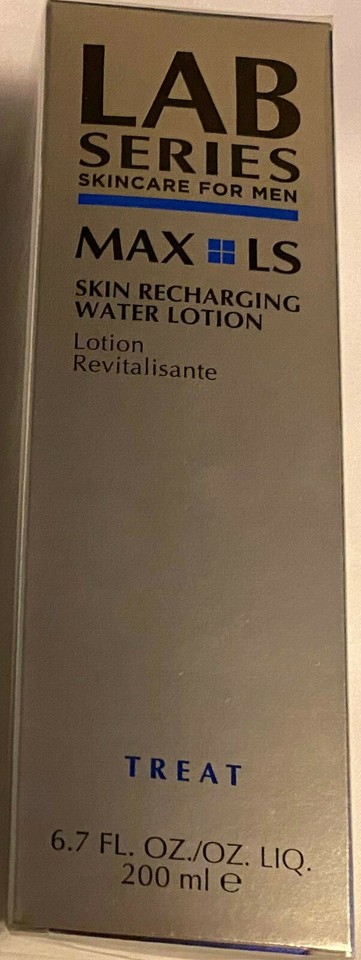 LAB
SERIES
SKINCARE FOR MEN
MAX LS
SKIN RECHARGING
WATER LOTION
Lotion
Revitalisante
TREAT
6.7 FL. OZ./OZ. LIQ.
200 ml ℮